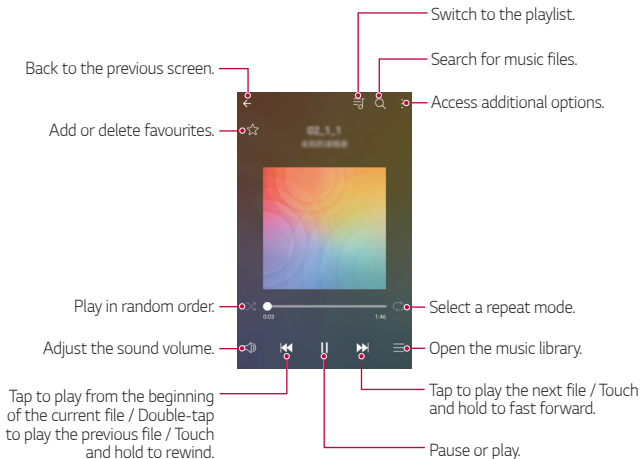 Switch to the playlist.
Search for music files.
Back to the previous screen.
Access additional options.
Add or delete favourites.
02_1_1
Play in random order.
Select a repeat mode.
0:03
1:46
Adjust the sound volume.
Open the music library.
Tap to play from the beginning
of the current file / Double-tap
to play the previous file / Touch
and hold to rewind.
Tap to play the next file / Touch
and hold to fast forward.
Pause or play.